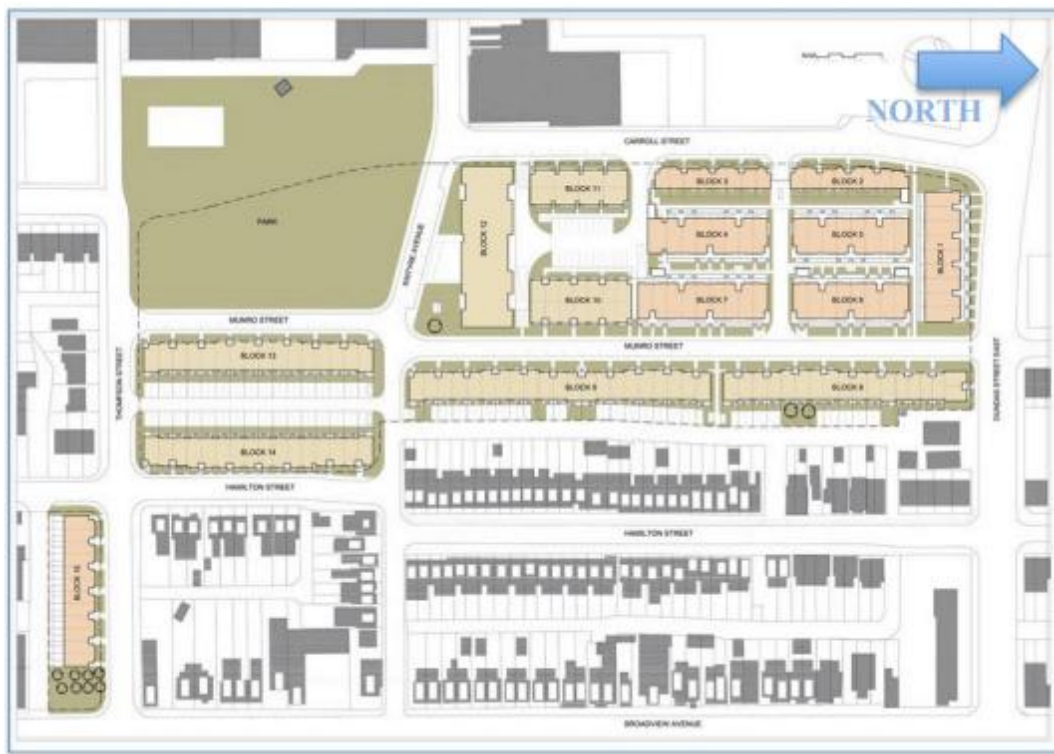 NORTH
CARROLL STREET
BLOCK 11
BLOCK 3
BLOCK 2
PARK
BLOCK 12
BLOCK 4
BLOCK 5
BLOCK 1
BLOCK 10
BLOCK 7
BLOCK 6
MUNRO STREET
MUNRO STREET
BLOCK 13
THOMPSON STREET
BLOCK 9
BLOCK 8
DUNDAS STREET EAST
BLOCK 14
HAMILTON STREET
HAMILTON STREET
BLOCK 15
BROADVIEW AVENUE